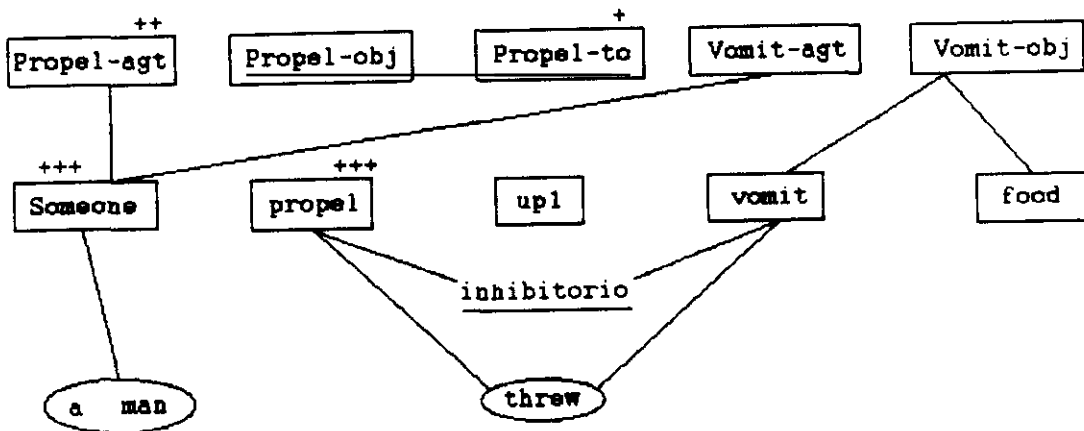 ++ +
Propel-agt Propel-obj Propel-to Vomit-agt Vomit-obj
+++ +++
Someone propel up1 vomit food
inhibitorio
a man threw